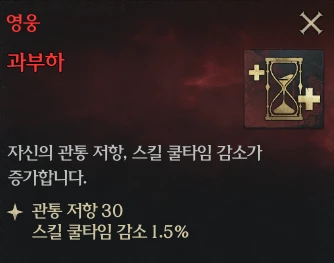 영웅
과부하
자신의 관통 저항, 스킬 쿨타임 감소가
증가합니다.
관통 저항 30
스킬 쿨타임 감소 1.5%